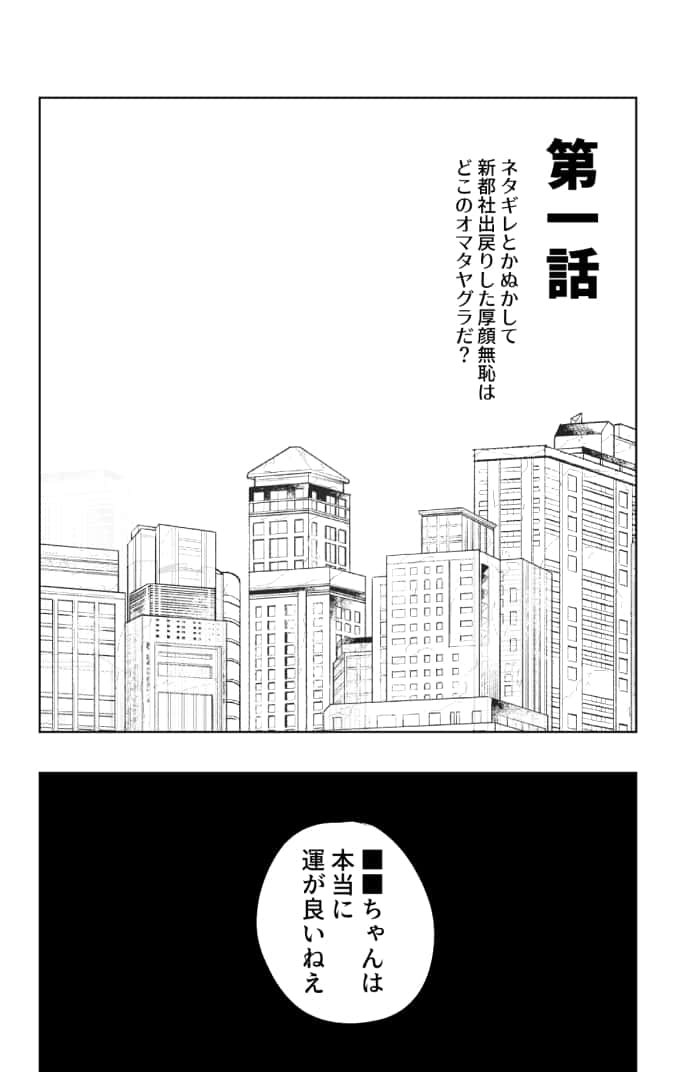 第一話
ネタギレとかぬかして
新都社出戻りした厚顔無恥は
どこのオマタヤグラだ？
■■ちゃんは
本当に
運が良いねえ